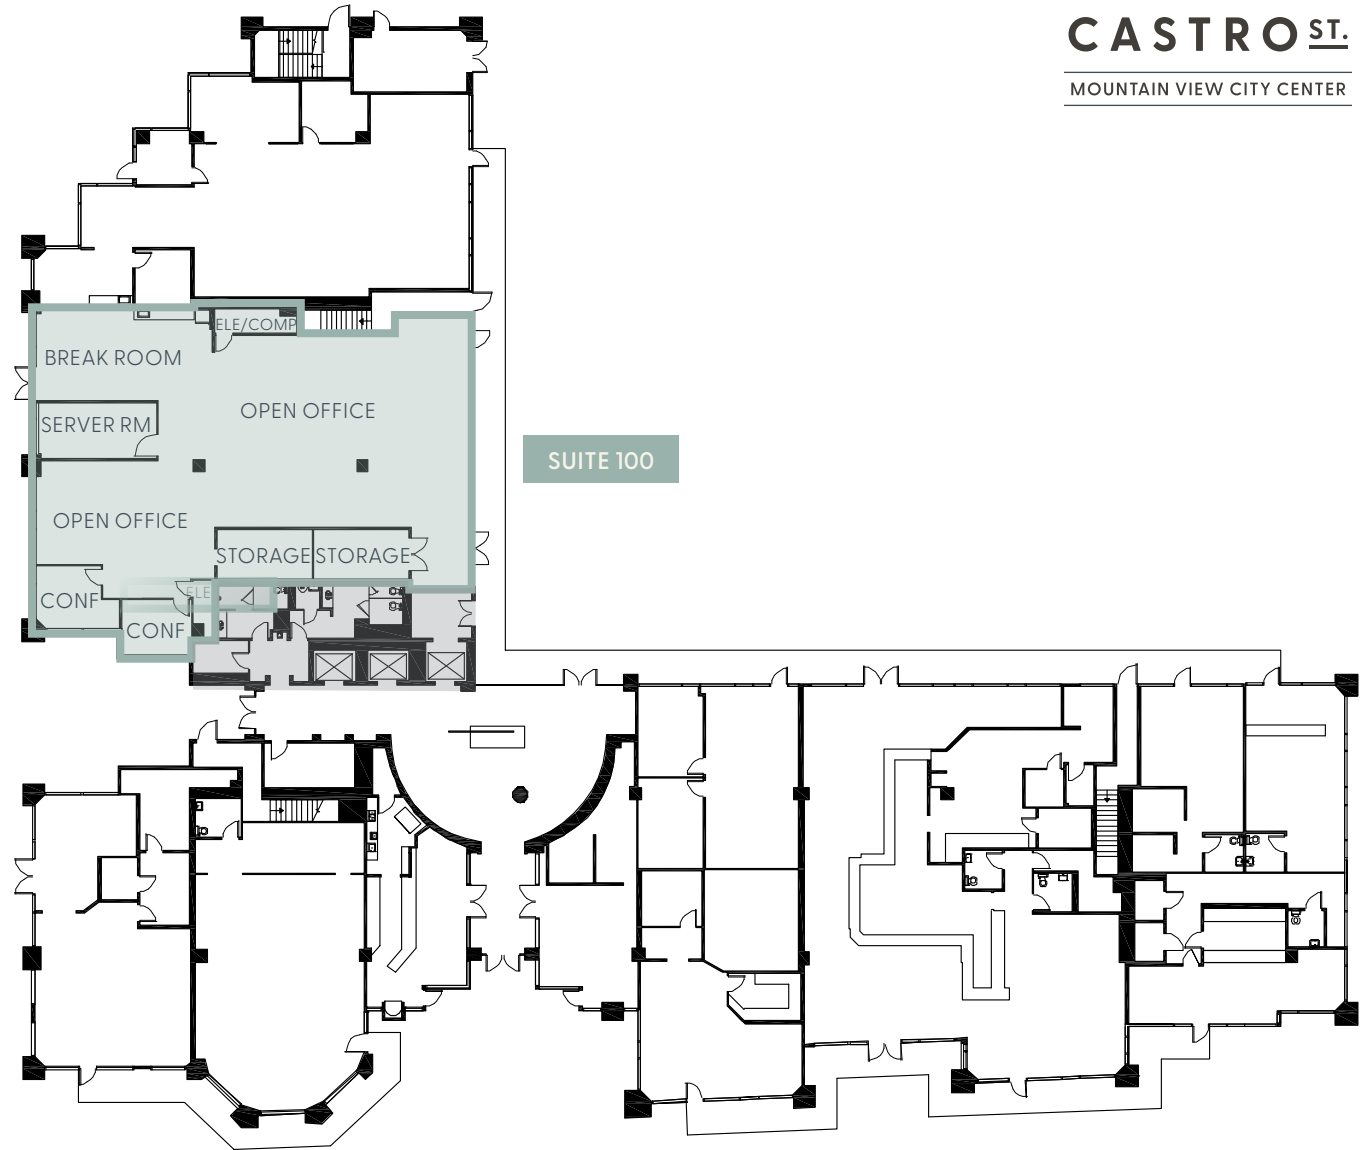 CASTRO ST.
MOUNTAIN VIEW CITY CENTER
ELE/COMP
BREAK ROOM
OPEN OFFICE
SERVER RM
SUITE 100
OPEN OFFICE
STORAGE STORAGE
ELE
CONF
CONF